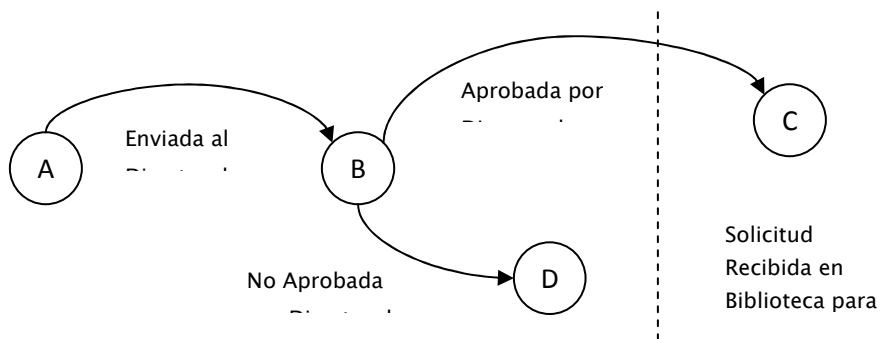 Aprobada por
C
Enviada al
A
B
Solicitud
Recibida en
Biblioteca para
No Aprobada
D